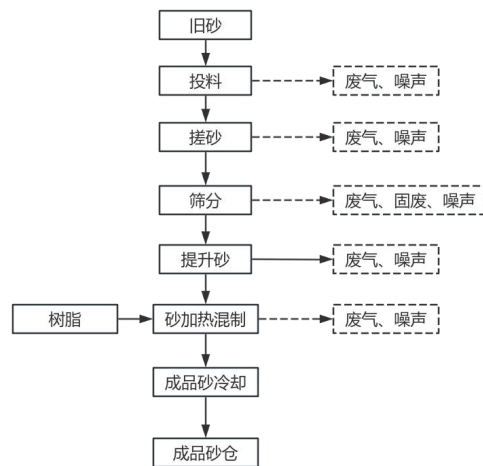 旧砂
投料
废气、噪声
搓砂
废气、噪声
筛分
废气、固废、噪声
提升砂
废气、噪声
树脂
砂加热混制
废气、噪声
成品砂冷却
成品砂仓